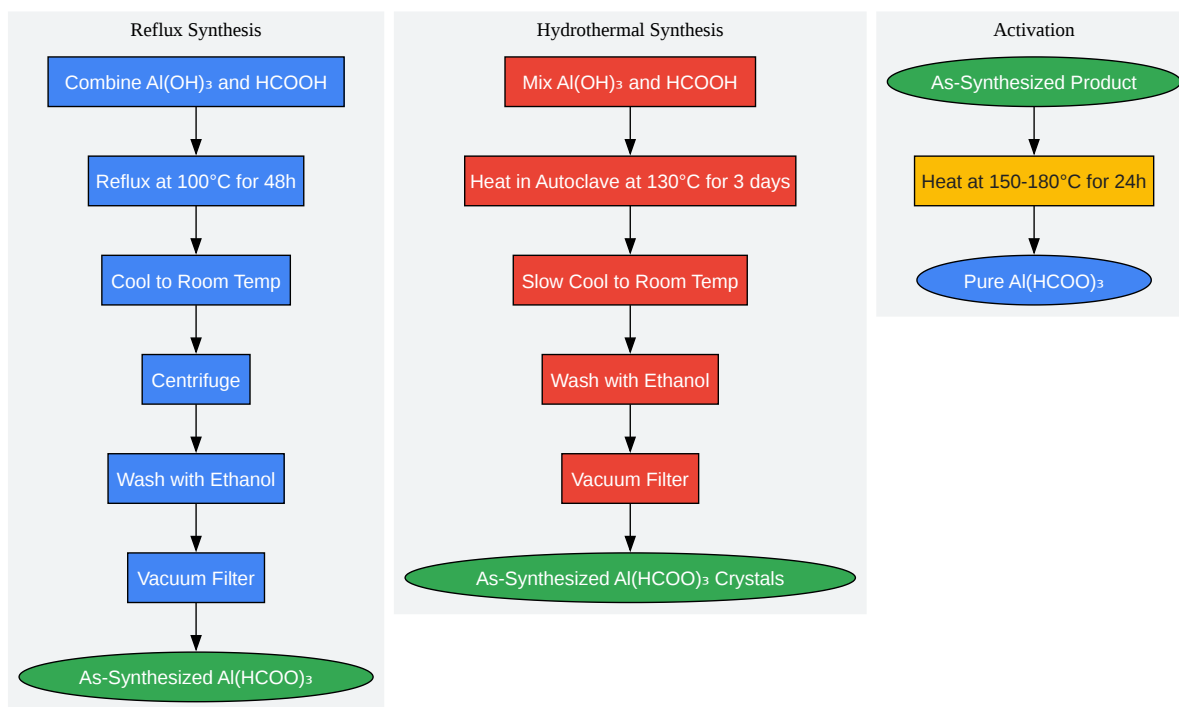 Reflux Synthesis
Combine Al(OH)₃ and HCOOH
Reflux at 100°C for 48h
Cool to Room Temp
Centrifuge
Wash with Ethanol
Vacuum Filter
As-Synthesized Al(HCOO)₃
Hydrothermal Synthesis
Mix Al(OH)₃ and HCOOH
Heat in Autoclave at 130°C for 3 days
Slow Cool to Room Temp
Wash with Ethanol
Vacuum Filter
As-Synthesized Al(HCOO)₃ Crystals
Activation
As-Synthesized Product
Heat at 150-180°C for 24h
Pure Al(HCOO)₃